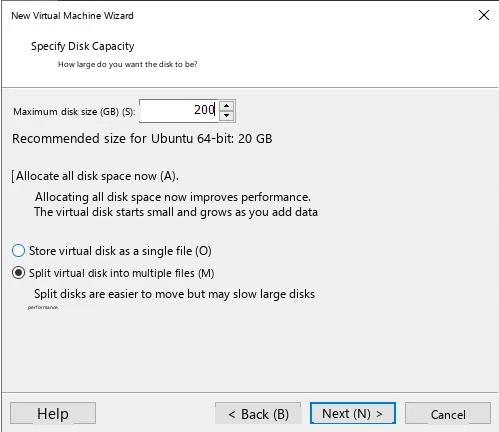 New Virtual Machine Wizard
Specify Disk Capacity
How large do you want the disk to be?
Maximum disk size (GB) (S): 200
Recommended size for Ubuntu 64-bit: 20 GB
Allocate all disk space now (A).
Allocating all disk space now improves performance.
The virtual disk starts small and grows as you add data
Store virtual disk as a single file (O)
Split virtual disk into multiple files (M)
Split disks are easier to move but may slow large disks
performance.
Help
< Back (B)
Next (N) >
Cancel